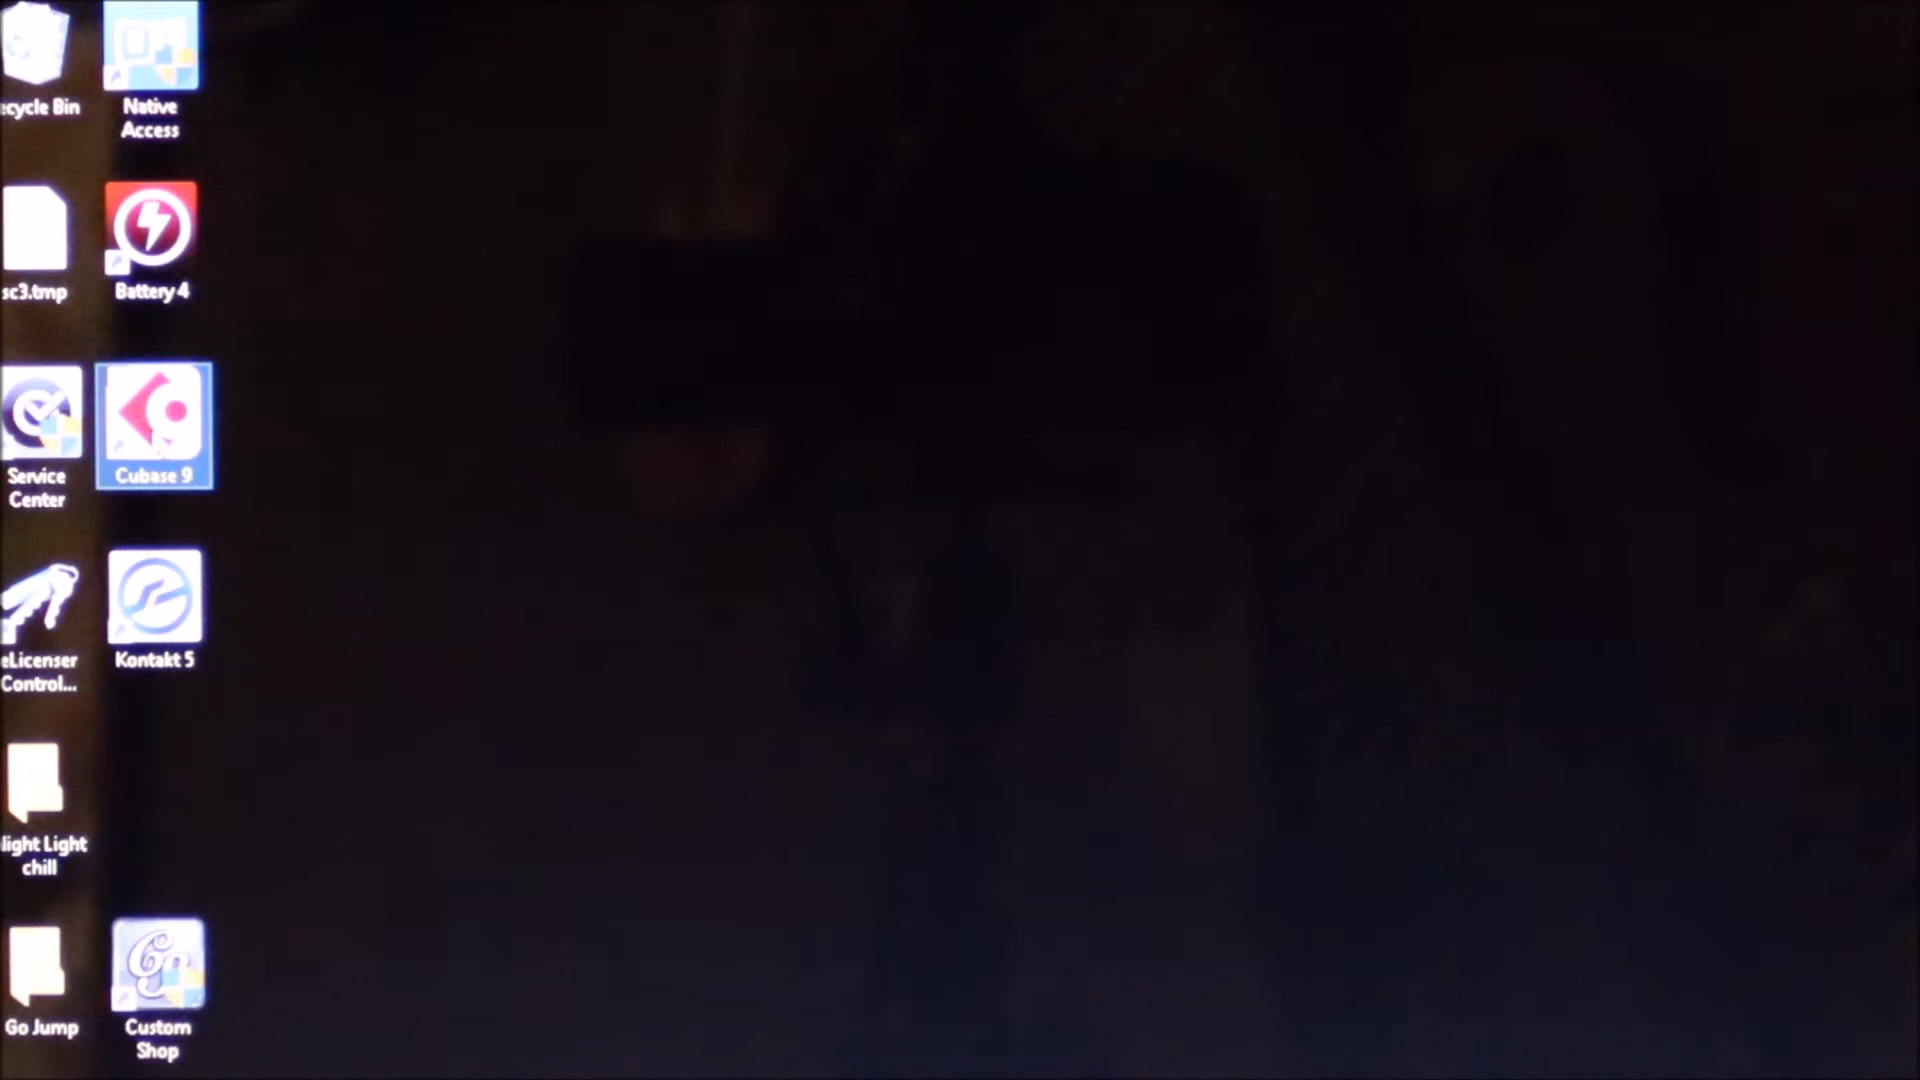 ecycle Bin
Native
Access
sc3.tmp
Battery 4
Service
Center
Cubase 9
eLicenser
Control...
Kontakt 5
light Light
chill
Go Jump
Custom
Shop